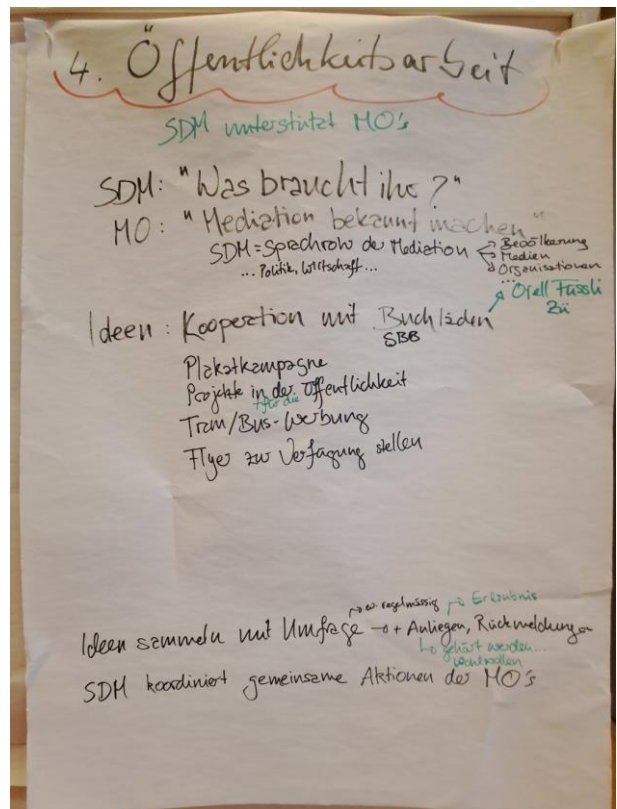 4. Öffentlichkeitsarbeit
SDM unterstützt MO's
SDM: "Was braucht ihr?"
MO: "Mediation bekannt machen"
SDM = Sprachrohr der Mediation → Bevölkerung
→ Medien
→ Organisationen
... Politik, Wirtschaft ...
...
Ideen: Kooperation mit Buchläden → Orell Füssli
Zü
SBB
Plakatkampagne
Projekte in der Öffentlichkeit
+ für die
Tram/Bus-Werbung
Flyer zur Verfügung stellen
→ ev. regelmässig → Erlaubnis
Ideen sammeln mit Umfrage → + Anliegen, Rückmeldungen
↳ gehört werden...
SDM koordiniert gemeinsame Aktionen der MO's